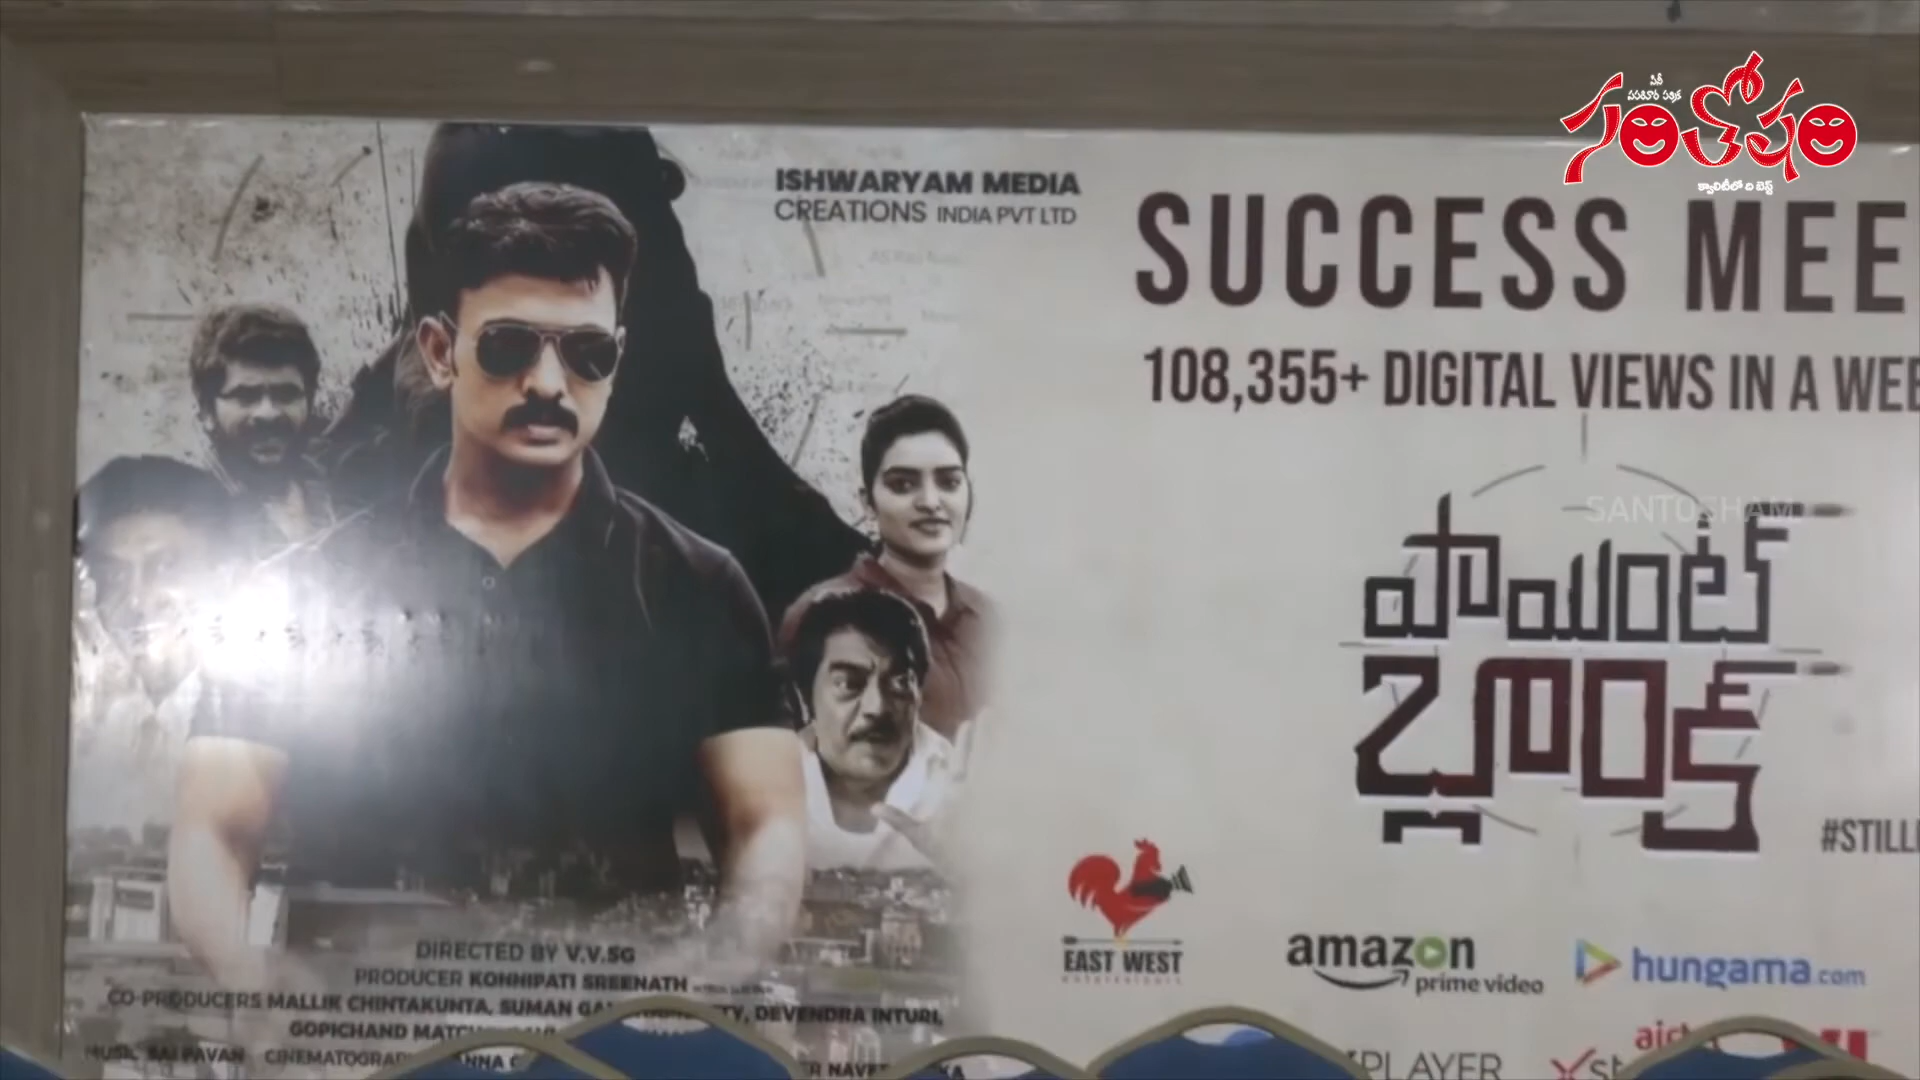 సినీ
వారపత్రిక
సంతోషం
క్వాలిటీలో ది బెస్ట్
ISHWARYAM MEDIA
CREATIONS INDIA PVT LTD
SUCCESS MEE
108,355+ DIGITAL VIEWS IN A WEE
SANTOSHAM
పాయింట్
బ్లాంక్
#STILL
EAST WEST
amazon
prime video
hungama.com
DIRECTED BY V.V.SG
PRODUCER KONNIPATI SREENATH
CO-PRODUCERS MALLIK CHINTAKUNTA, SUMAN DEVENDRA INTURI,
GOPICHAND
MUSIC SAI PAVAN
PLAYER